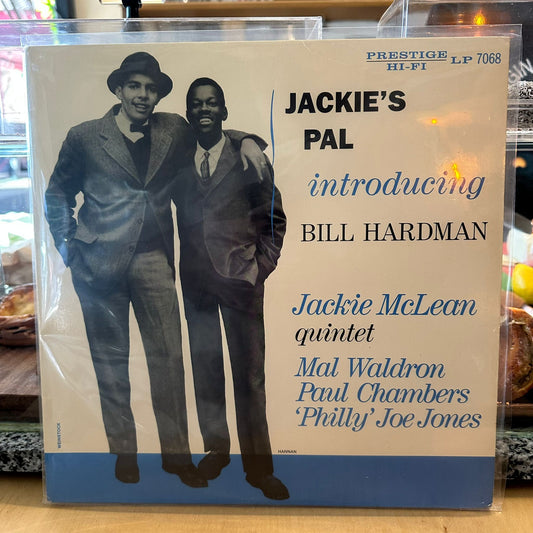 PRESTIGE
HI-FI
LP 7068
JACKIE'S
PAL
introducing
BILL HARDMAN
Jackie McLean
quintet
Mal Waldron
Paul Chambers
'Philly' Joe Jones
WEINSTOCK
HANNAN
GIN